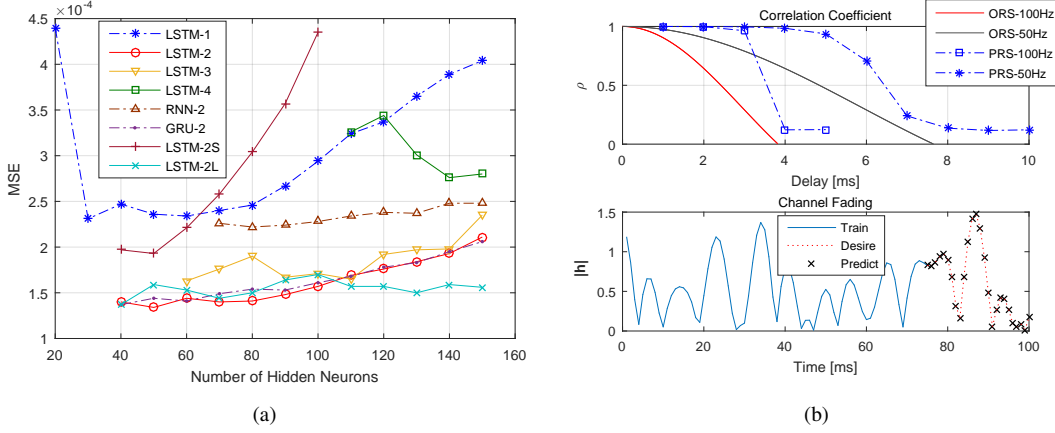 ×10⁻⁴
4.5
4
3.5
3
2.5
2
1.5
1
MSE
LSTM-1
LSTM-2
LSTM-3
LSTM-4
RNN-2
GRU-2
LSTM-2S
LSTM-2L
20 40 60 80 100 120 140 160
Number of Hidden Neurons
(a)
Correlation Coefficient
ORS-100Hz
ORS-50Hz
PRS-100Hz
PRS-50Hz
1
0
ρ
0 2 4 6 8 10
Delay [ms]
Channel Fading
1.5
1
0.5
0
|h|
Train
Desire
Predict
0 20 40 60 80 100
Time [ms]
(b)